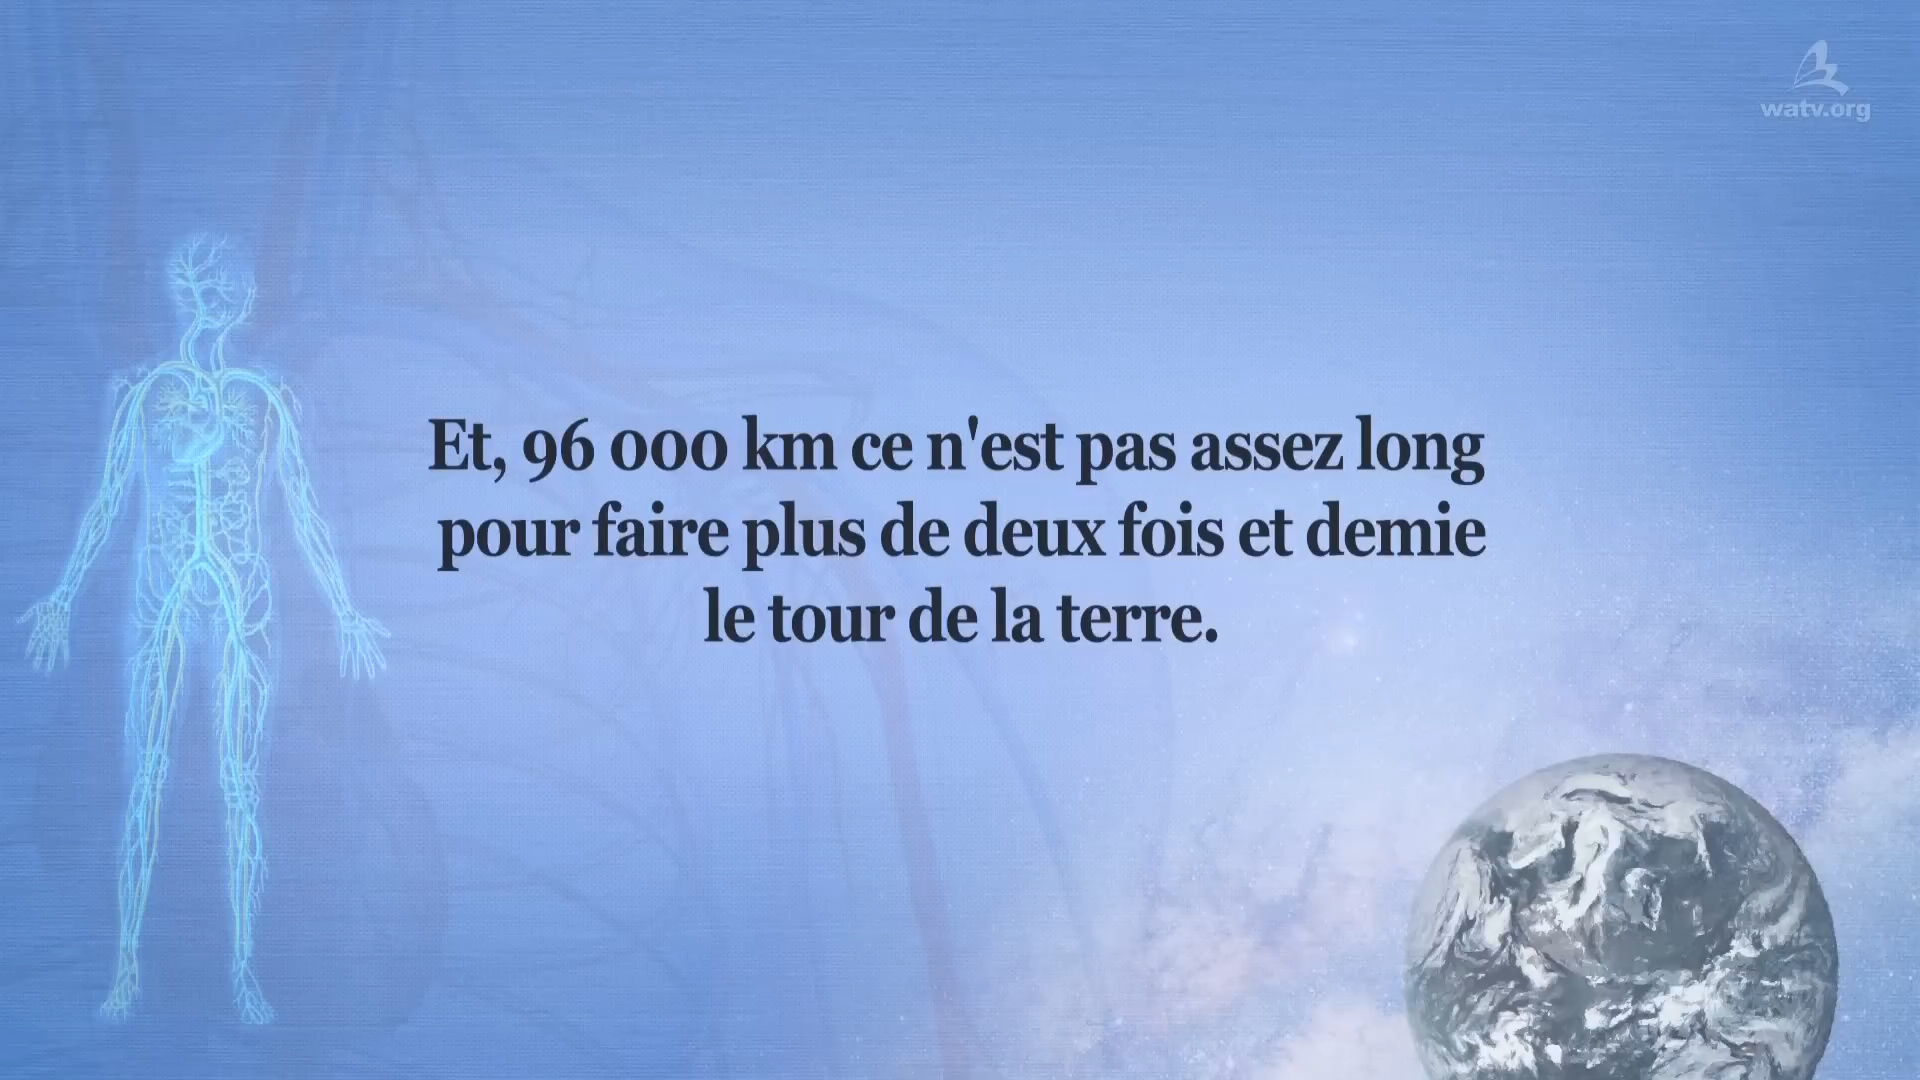 watv.org
Et, 96 000 km ce n'est pas assez long
pour faire plus de deux fois et demie
le tour de la terre.